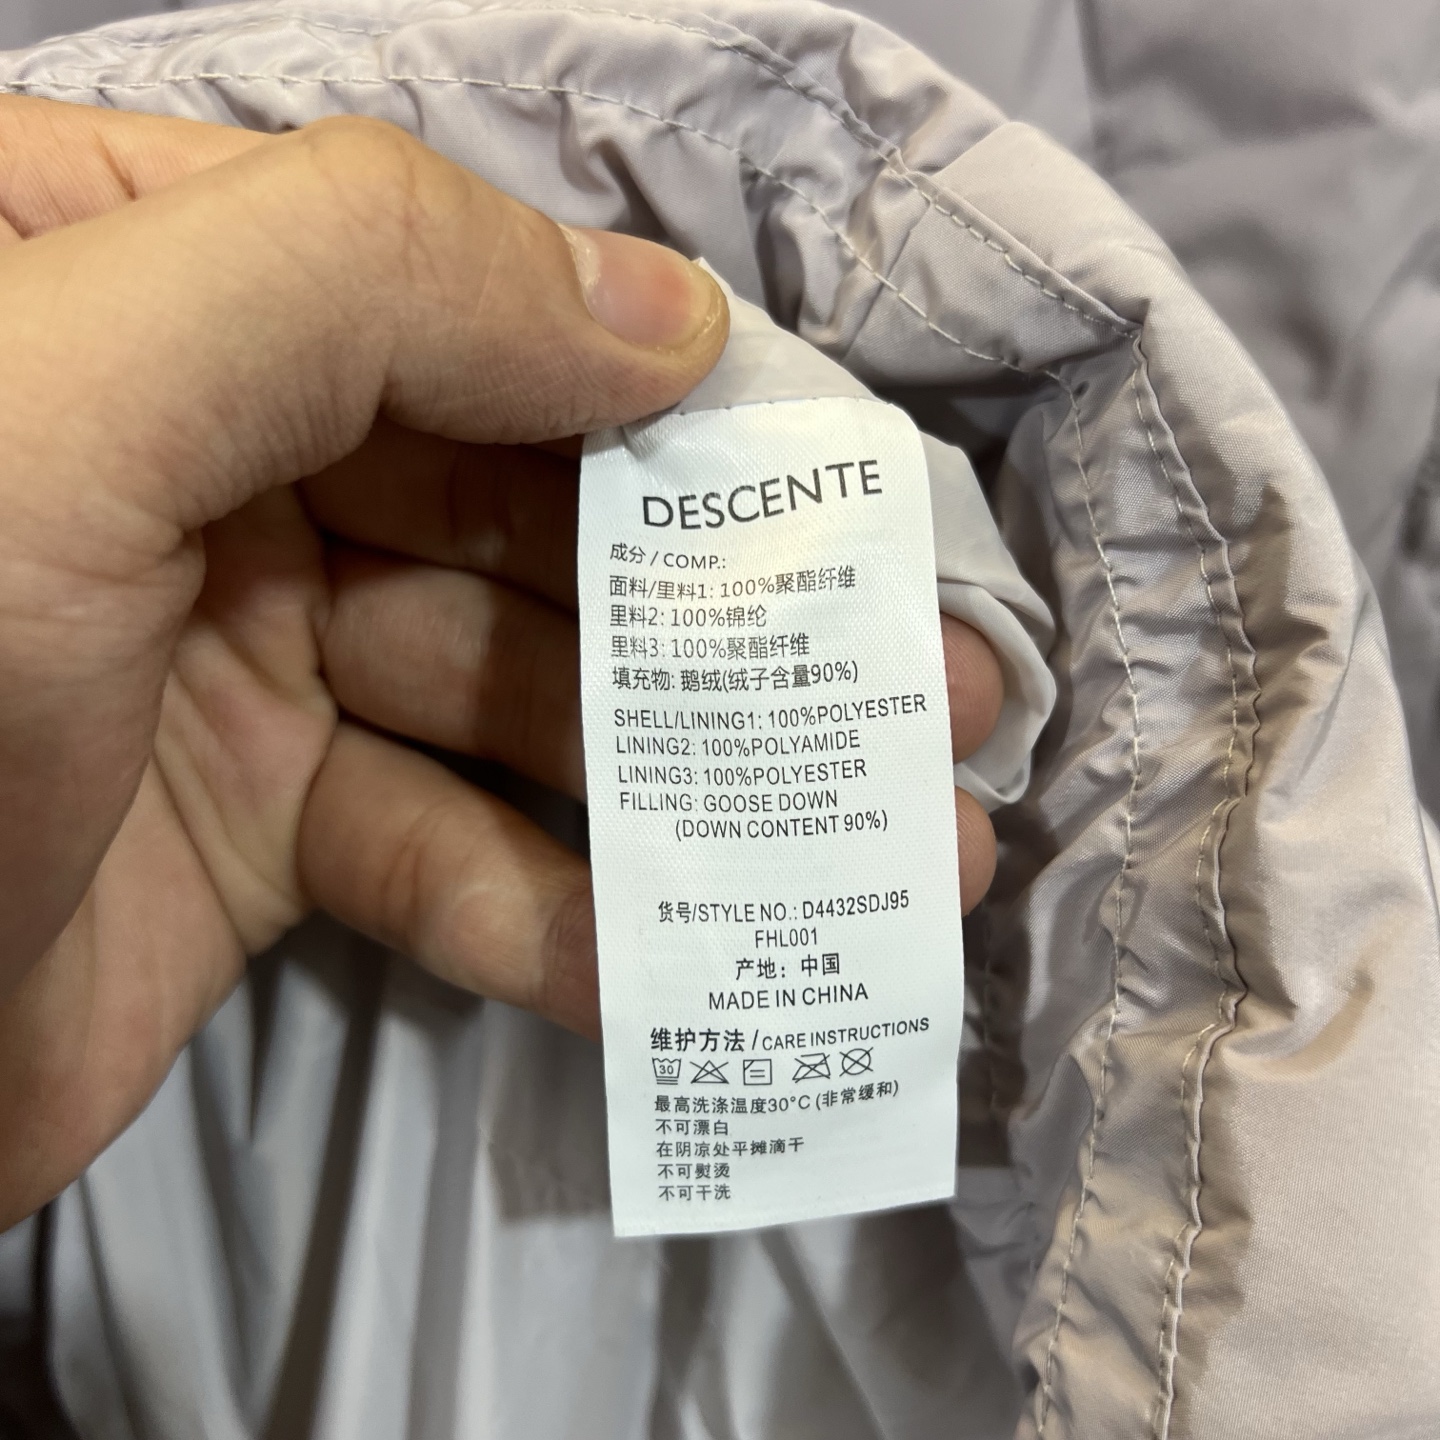 DESCENTE
成分 / COMP.:
面料/里料1: 100%聚酯纤维
里料2: 100%锦纶
里料3: 100%聚酯纤维
填充物: 鹅绒(绒子含量90%)
SHELL/LINING1: 100%POLYESTER
LINING2: 100%POLYAMIDE
LINING3: 100%POLYESTER
FILLING: GOOSE DOWN
(DOWN CONTENT 90%)
货号/STYLE NO.: D4432SDJ95
FHL001
产地: 中国
MADE IN CHINA
维护方法 / CARE INSTRUCTIONS
30
最高洗涤温度30°C (非常缓和)
不可漂白
在阴凉处平摊滴干
不可熨烫
不可干洗